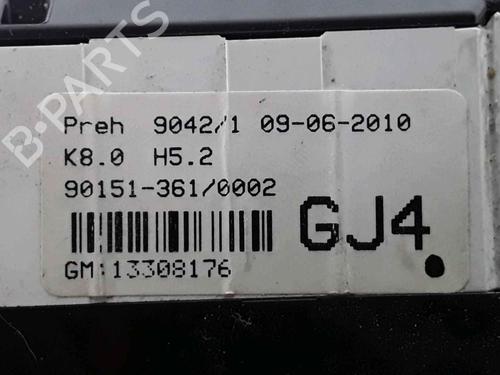 Preh 9042/1 09-06-2010
K8.0 H5.2
90151-361/0002
GJ4
GM:13308176
B-PARTS